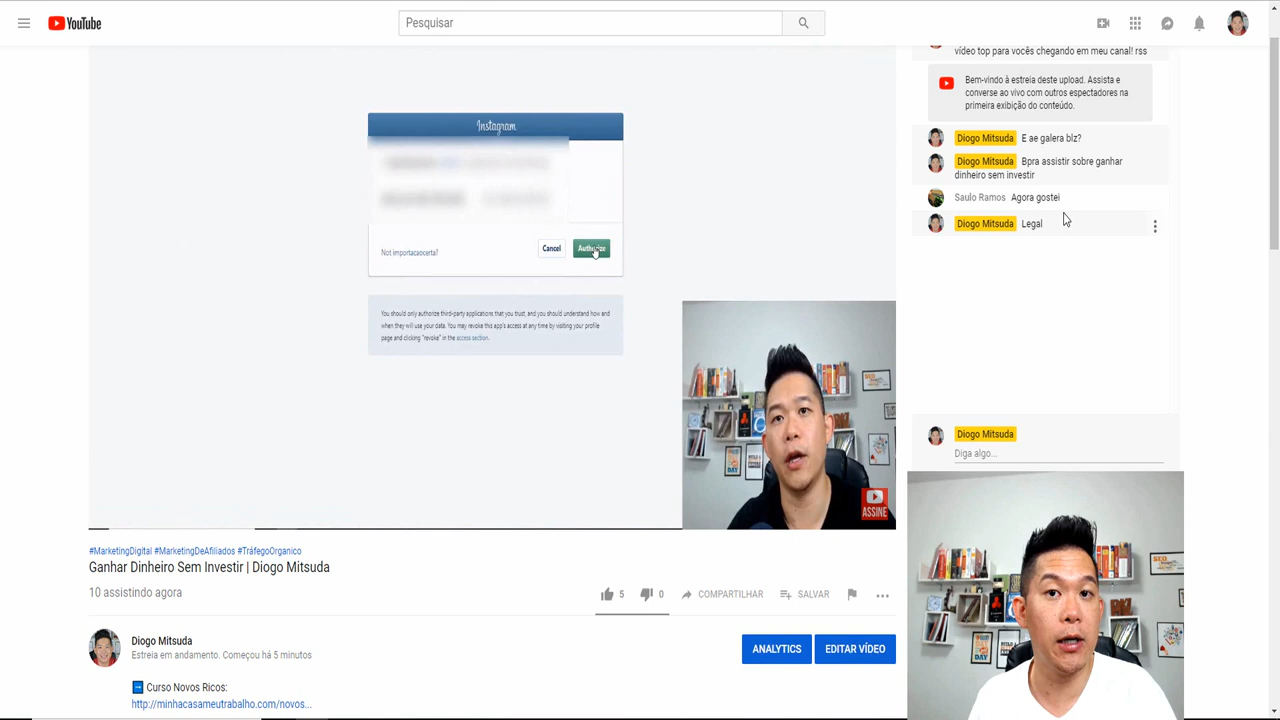 YouTube
Pesquisar
vídeo top para vocês chegando em meu canal! rss
Bem-vindo à estreia deste upload. Assista e
converse ao vivo com outros espectadores na
primeira exibição do conteúdo.
Diogo Mitsuda E ae galera blz?
Diogo Mitsuda Bpra assistir sobre ganhar
dinheiro sem investir
Saulo Ramos Agora gostei
Diogo Mitsuda Legal
Diogo Mitsuda
Diga algo...
Instagram
Not importacaocerta?
Cancel
Authorize
You should only authorize third-party applications that you trust, and you should understand how and
when they will use your data. You may revoke this app's access at any time by visiting your profile
page and clicking "revoke" in the access section.
SEO
DAY
ASSINE
#MarketingDigital #MarketingDeAfiliados #TráfegoOrganico
Ganhar Dinheiro Sem Investir | Diogo Mitsuda
10 assistindo agora
5
0
COMPARTILHAR
SALVAR
Diogo Mitsuda
Estreia em andamento. Começou há 5 minutos
ANALYTICS
EDITAR VÍDEO
Curso Novos Ricos:
http://minhacasameutrabalho.com/novos...
SEO